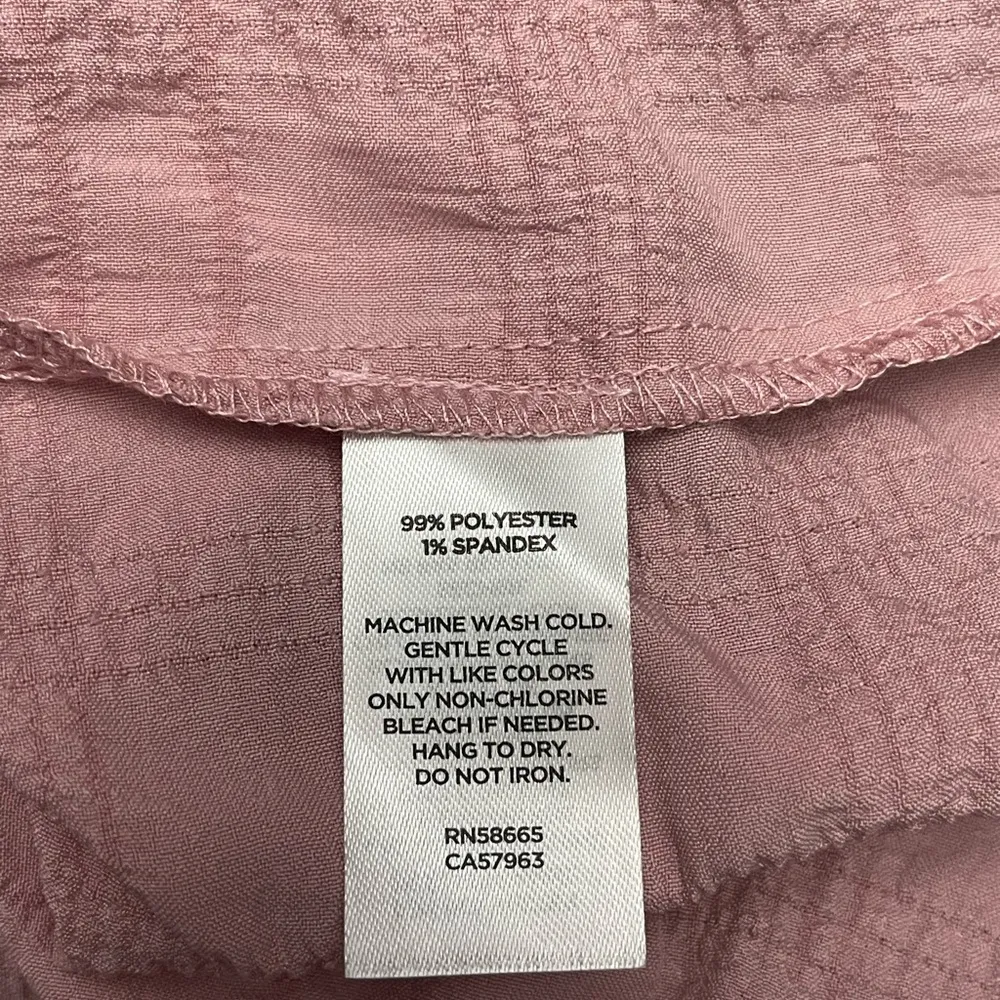 99% POLYESTER
1% SPANDEX
MACHINE WASH COLD.
GENTLE CYCLE
WITH LIKE COLORS
ONLY NON-CHLORINE
BLEACH IF NEEDED.
HANG TO DRY.
DO NOT IRON.
RN58665
CA57963